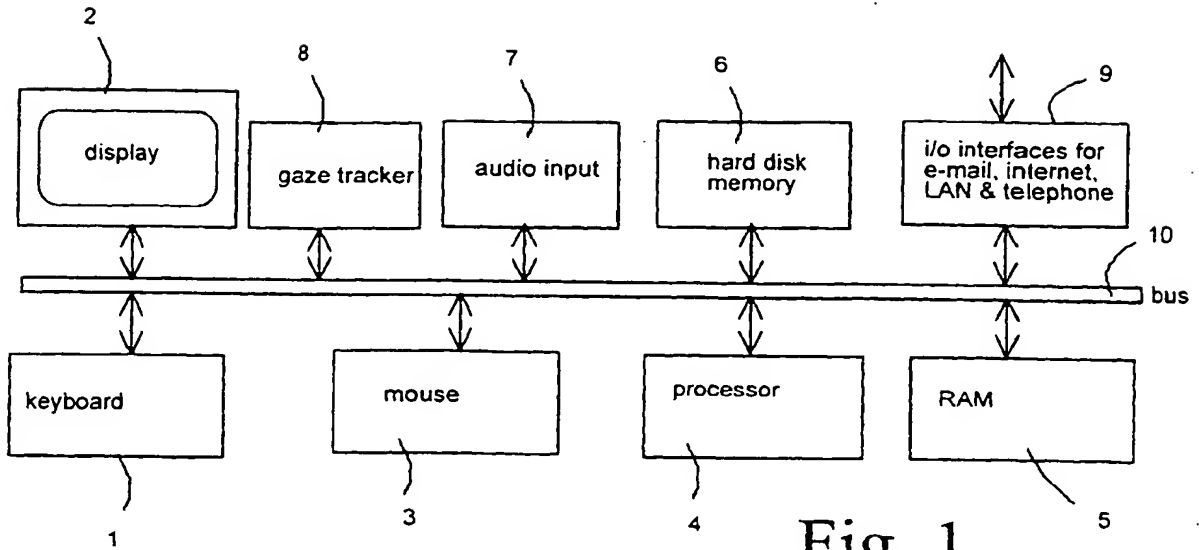 2
8
7
6
9
display
gaze tracker
audio input
hard disk
memory
i/o interfaces for
e-mail, internet,
LAN & telephone
10
bus
keyboard
mouse
processor
RAM
1
3
4
5
Fig. 1